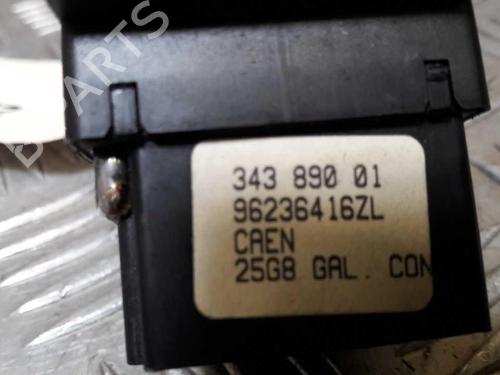 B-PARTS
343 890 01
96236416ZL
CAEN
25G8 GAL. CON